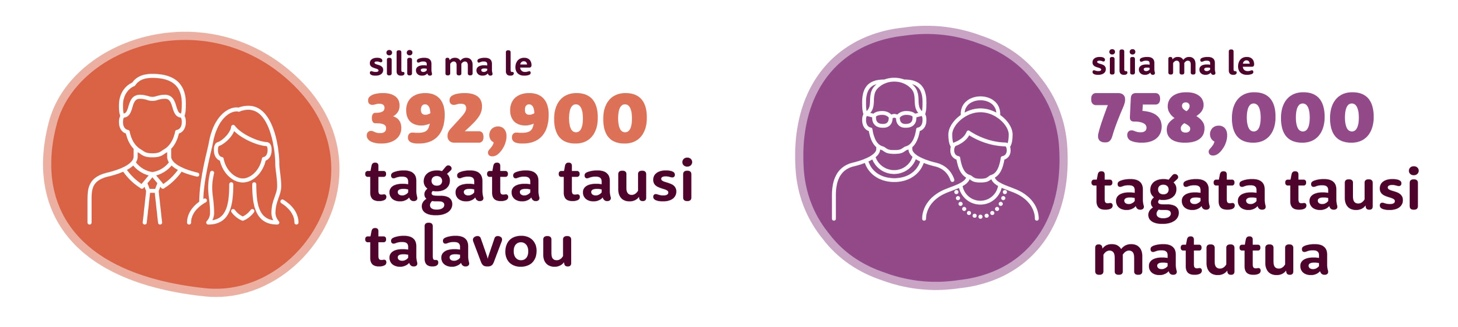 silia ma le
392,900
tagata tausi
talavou
silia ma le
758,000
tagata tausi
matutua